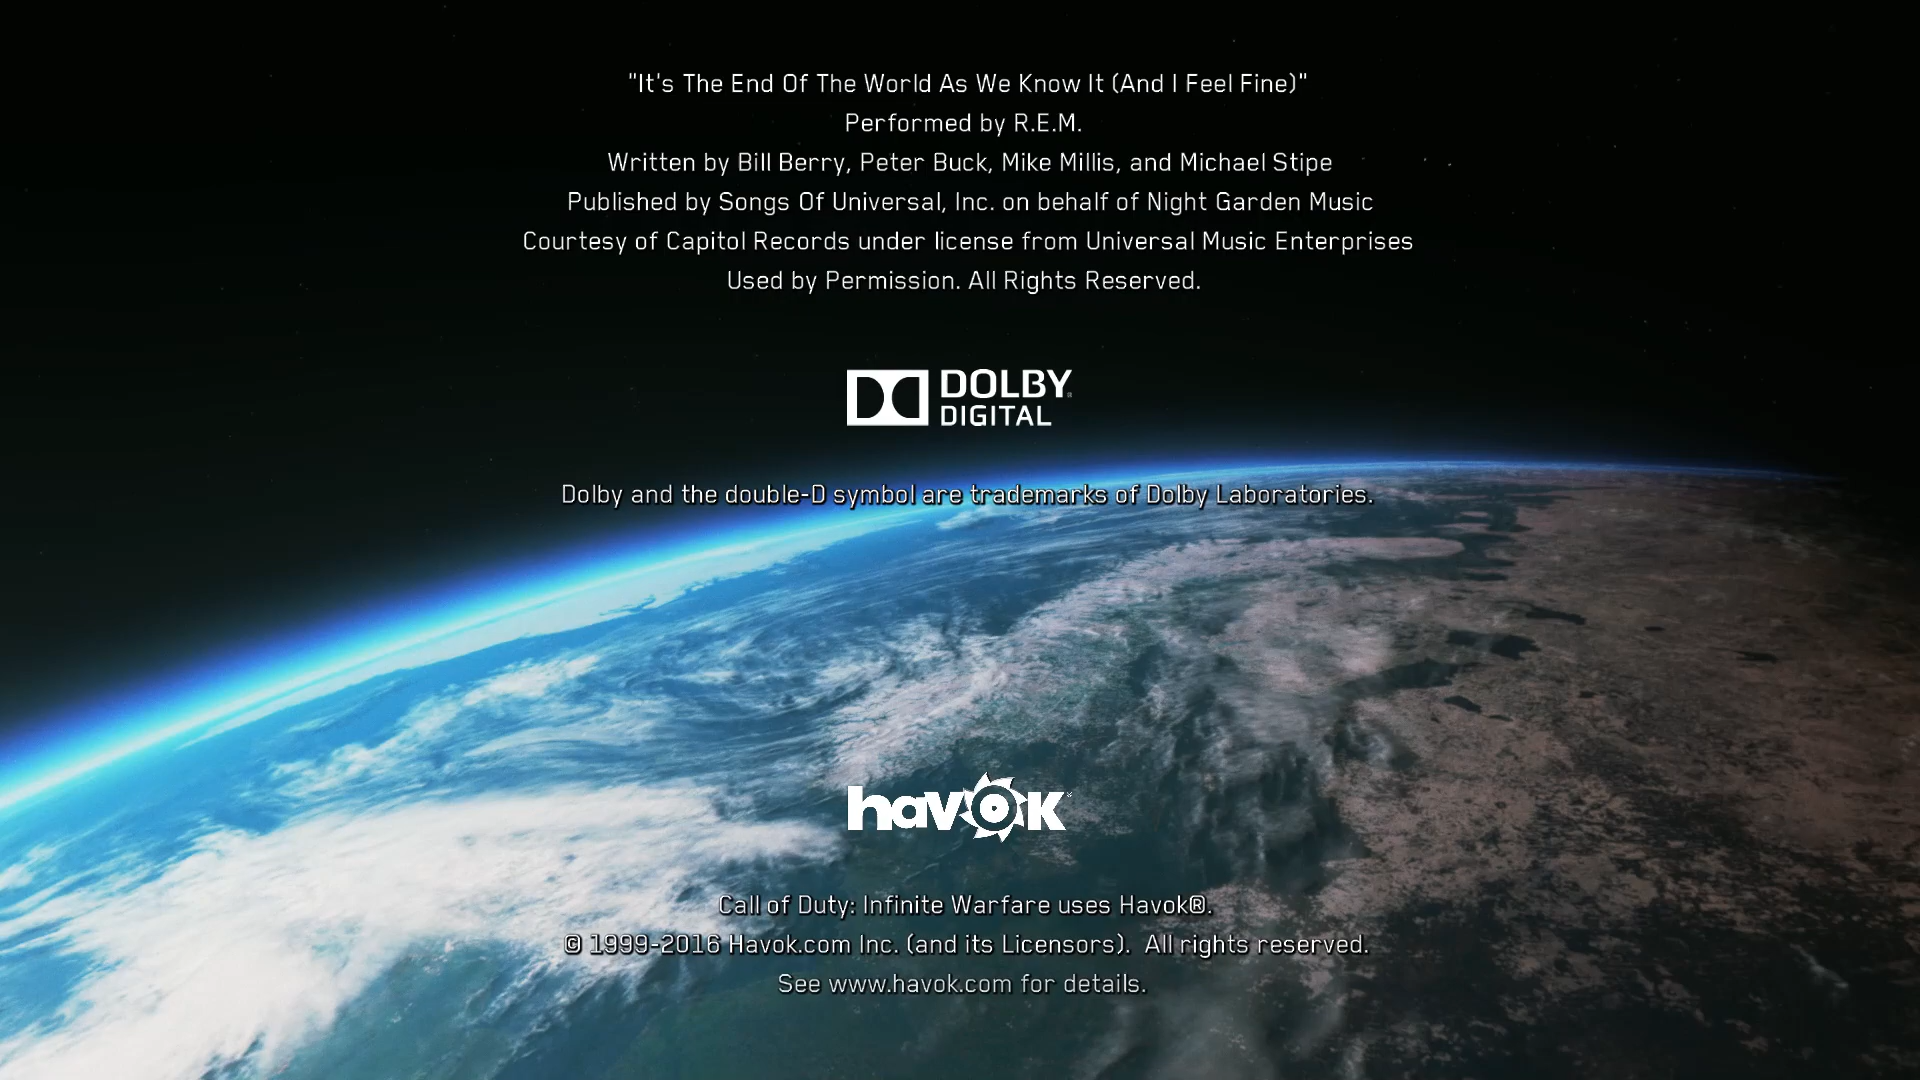 "It's The End Of The World As We Know It (And I Feel Fine)"
Performed by R.E.M.
Written by Bill Berry, Peter Buck, Mike Millis, and Michael Stipe
Published by Songs Of Universal, Inc. on behalf of Night Garden Music
Courtesy of Capitol Records under license from Universal Music Enterprises
Used by Permission. All Rights Reserved.
DOLBY
DIGITAL
Dolby and the double-D symbol are trademarks of Dolby Laboratories.
havok
Call of Duty: Infinite Warfare uses Havok®.
© 1999-2016 Havok.com Inc. (and its Licensors).  All rights reserved.
See www.havok.com for details.